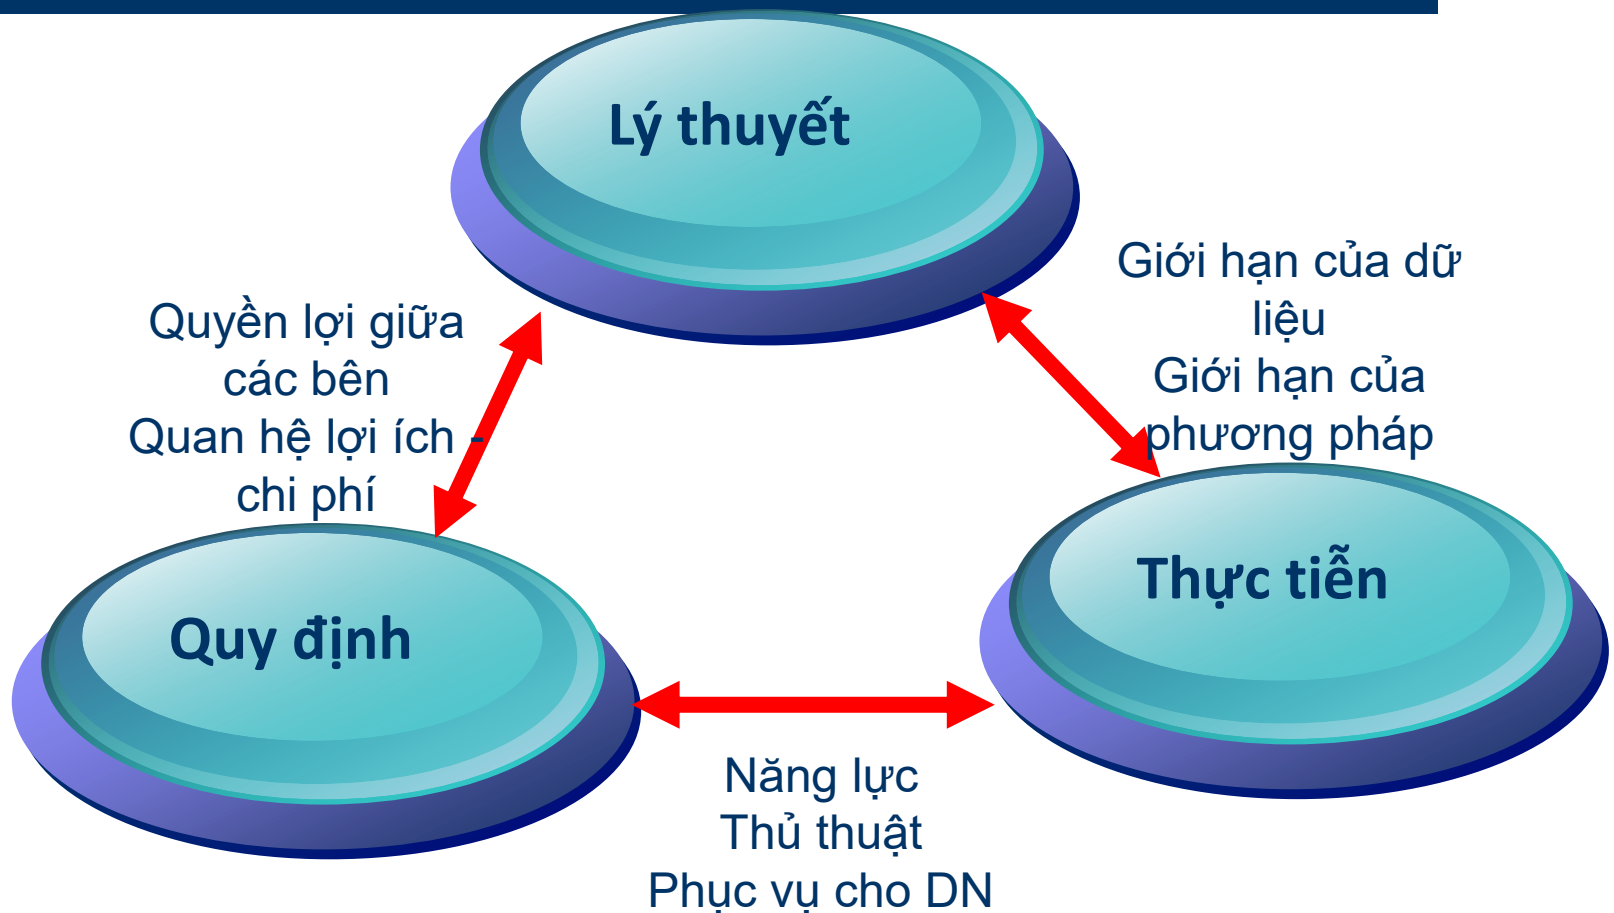 Lý thuyết
Giới hạn của dữ
liệu
Giới hạn của
phương pháp
Quyền lợi giữa
các bên
Quan hệ lợi ích -
chi phí
Thực tiễn
Quy định
Năng lực
Thủ thuật
Phục vụ cho DN